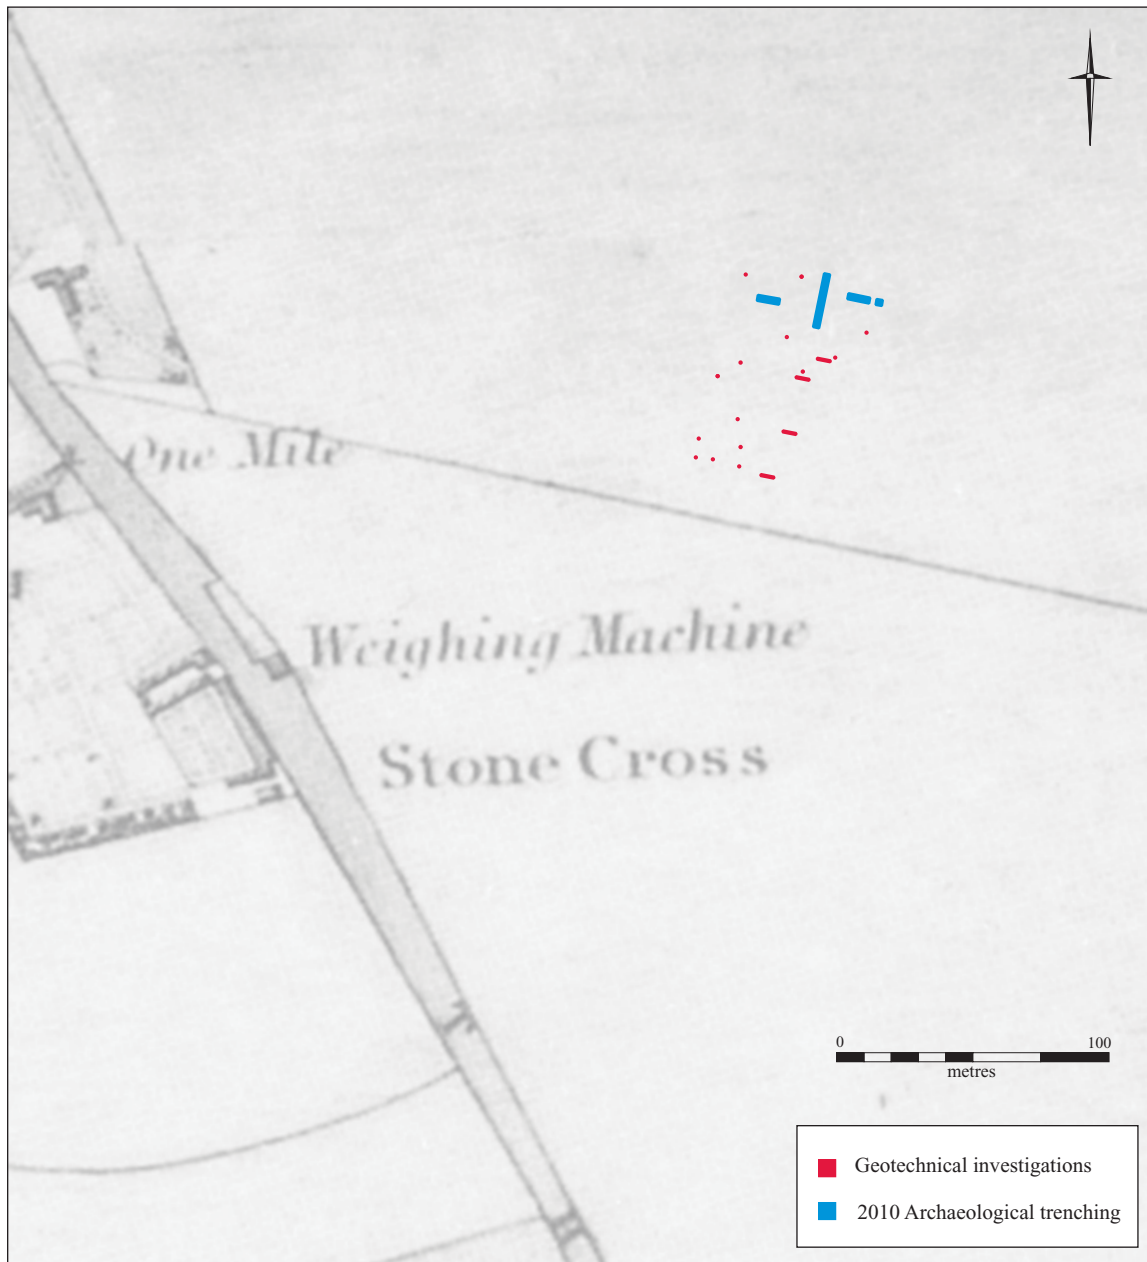 One Mile
Weighing Machine
Stone Cross
T
0 100
metres
Geotechnical investigations
2010 Archaeological trenching